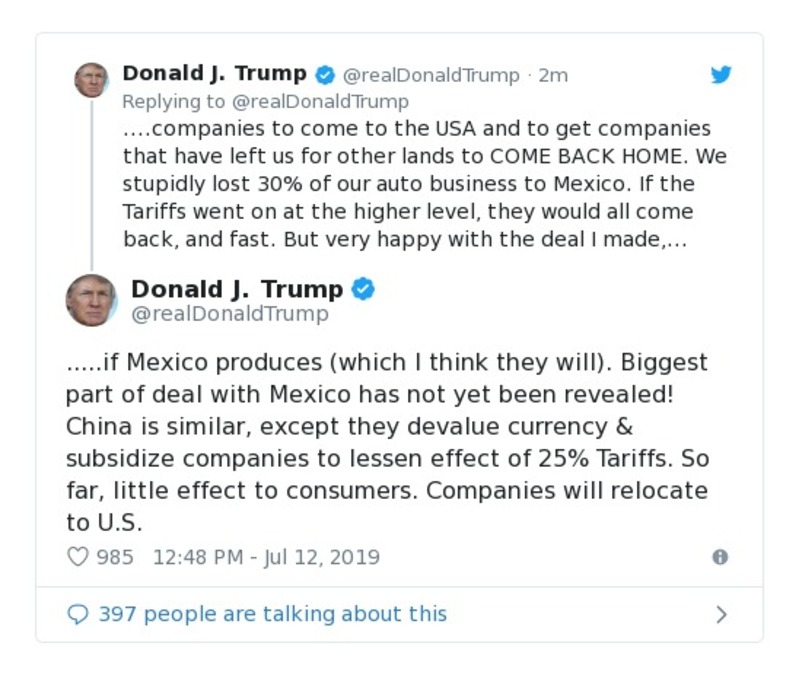 Donald J. Trump @realDonaldTrump · 2m
Replying to @realDonaldTrump
....companies to come to the USA and to get companies
that have left us for other lands to COME BACK HOME. We
stupidly lost 30% of our auto business to Mexico. If the
Tariffs went on at the higher level, they would all come
back, and fast. But very happy with the deal I made,...
Donald J. Trump
@realDonaldTrump
.....if Mexico produces (which I think they will). Biggest
part of deal with Mexico has not yet been revealed!
China is similar, except they devalue currency &
subsidize companies to lessen effect of 25% Tariffs. So
far, little effect to consumers. Companies will relocate
to U.S.
985 12:48 PM - Jul 12, 2019
397 people are talking about this